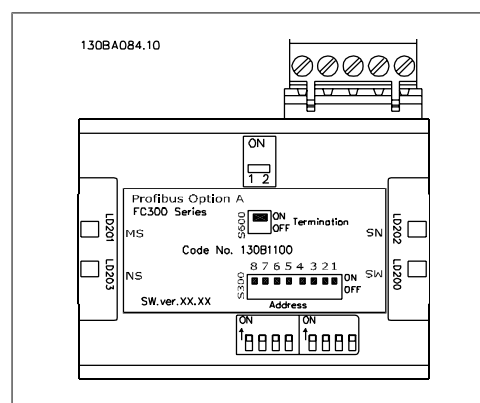 130BA084.10
ON
1 2
Profibus Option A
FC300 Series
S600
ON
OFF
Termination
LD201
MS
LD202
NS
Code No. 130B1100
LD203
NS
LD200
MS
8 7 6 5 4 3 2 1
S300
ON
OFF
SW.ver.XX.XX
Address
ON
ON